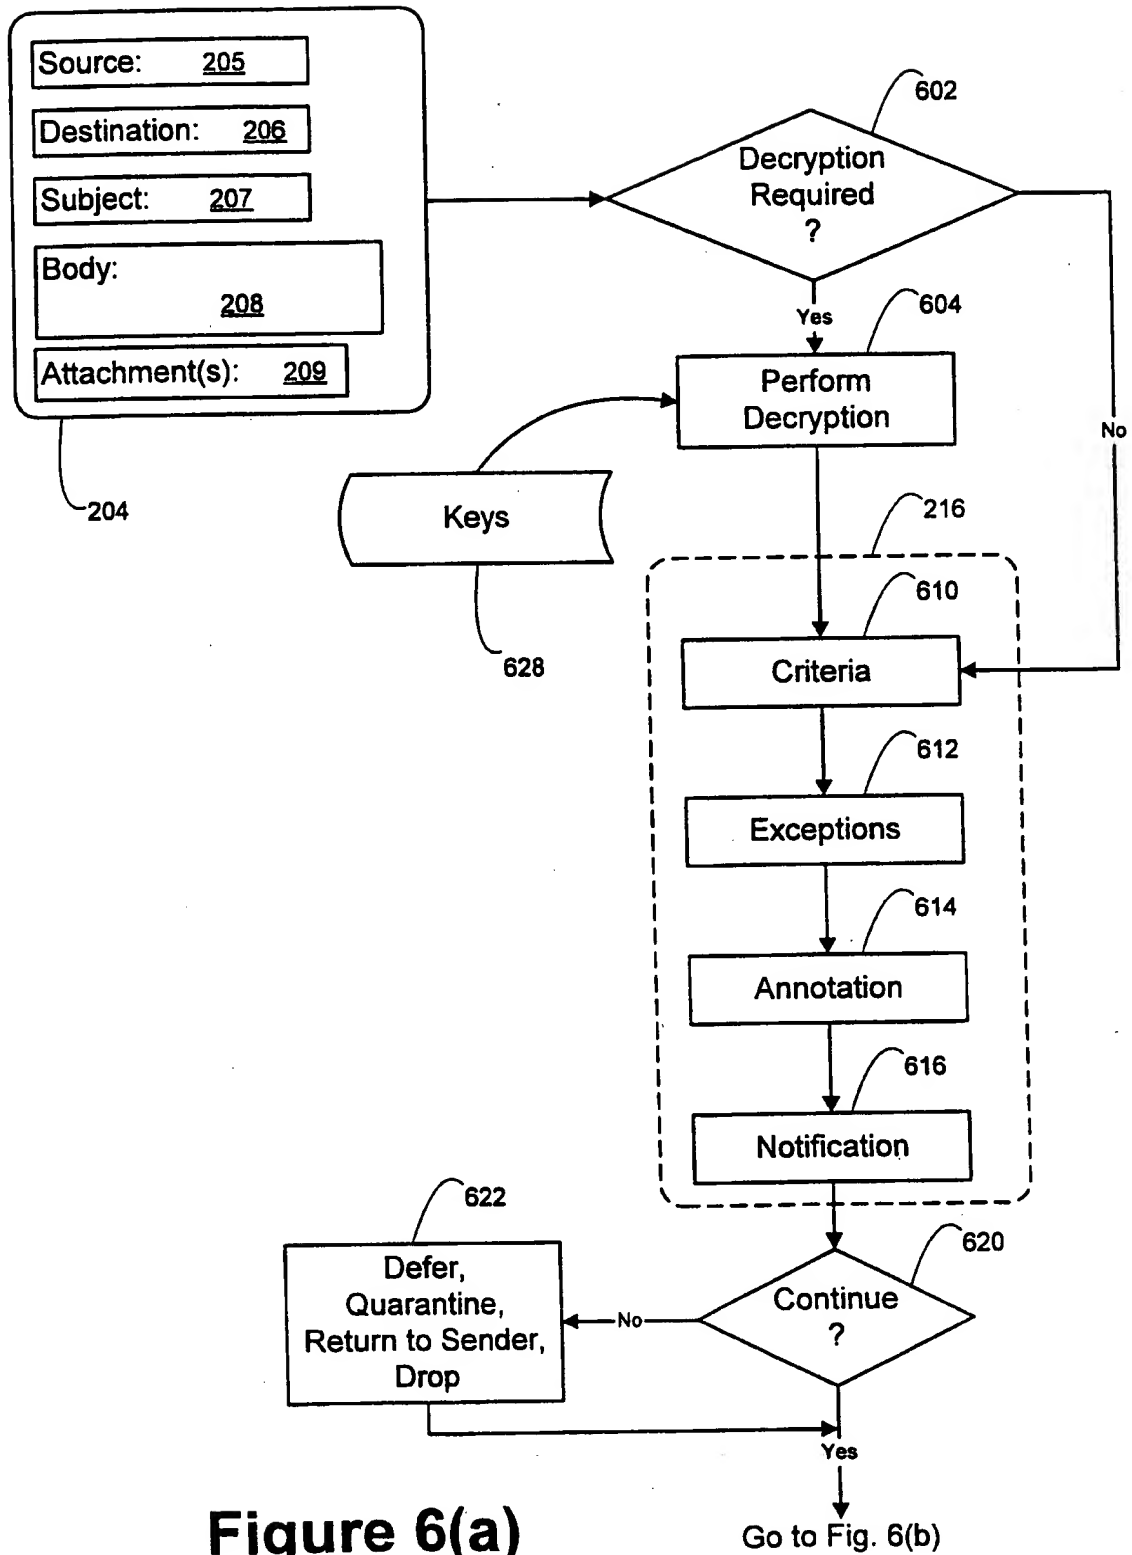 Source: 205
Destination: 206
Subject: 207
Body:
208
Attachment(s): 209
204
602
Decryption
Required
?
Yes
No
604
Perform
Decryption
Keys
628
216
610
Criteria
612
Exceptions
614
Annotation
616
Notification
620
Continue
?
No
622
Defer,
Quarantine,
Return to Sender,
Drop
Yes
Go to Fig. 6(b)
Figure 6(a)